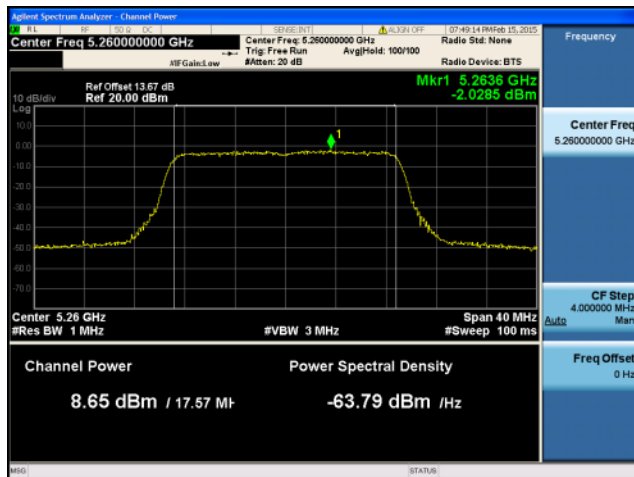 Agilent Spectrum Analyzer - Channel Power
RL RF 50 Ω DC SENSE:INT ALIGN OFF 07:49:14 PM Feb 15, 2015
Center Freq 5.260000000 GHz
Center Freq: 5.260000000 GHz
Radio Std: None
Trig: Free Run Avg|Hold: 100/100
#IFGain:Low #Atten: 20 dB Radio Device: BTS
Frequency
Ref Offset 13.67 dB
Mkr1 5.2636 GHz
10 dB/div Ref 20.00 dBm
-2.0285 dBm
Log
10.0
0.00
-10.0
-20.0
-30.0
-40.0
-50.0
-60.0
-70.0
1
Center Freq
5.260000000 GHz
Center 5.26 GHz Span 40 MHz
#Res BW 1 MHz #VBW 3 MHz #Sweep 100 ms
CF Step
4.000000 MHz
Auto Man
Channel Power Power Spectral Density
8.65 dBm / 17.57 MH -63.79 dBm /Hz
Freq Offset
0 Hz
MSG STATUS